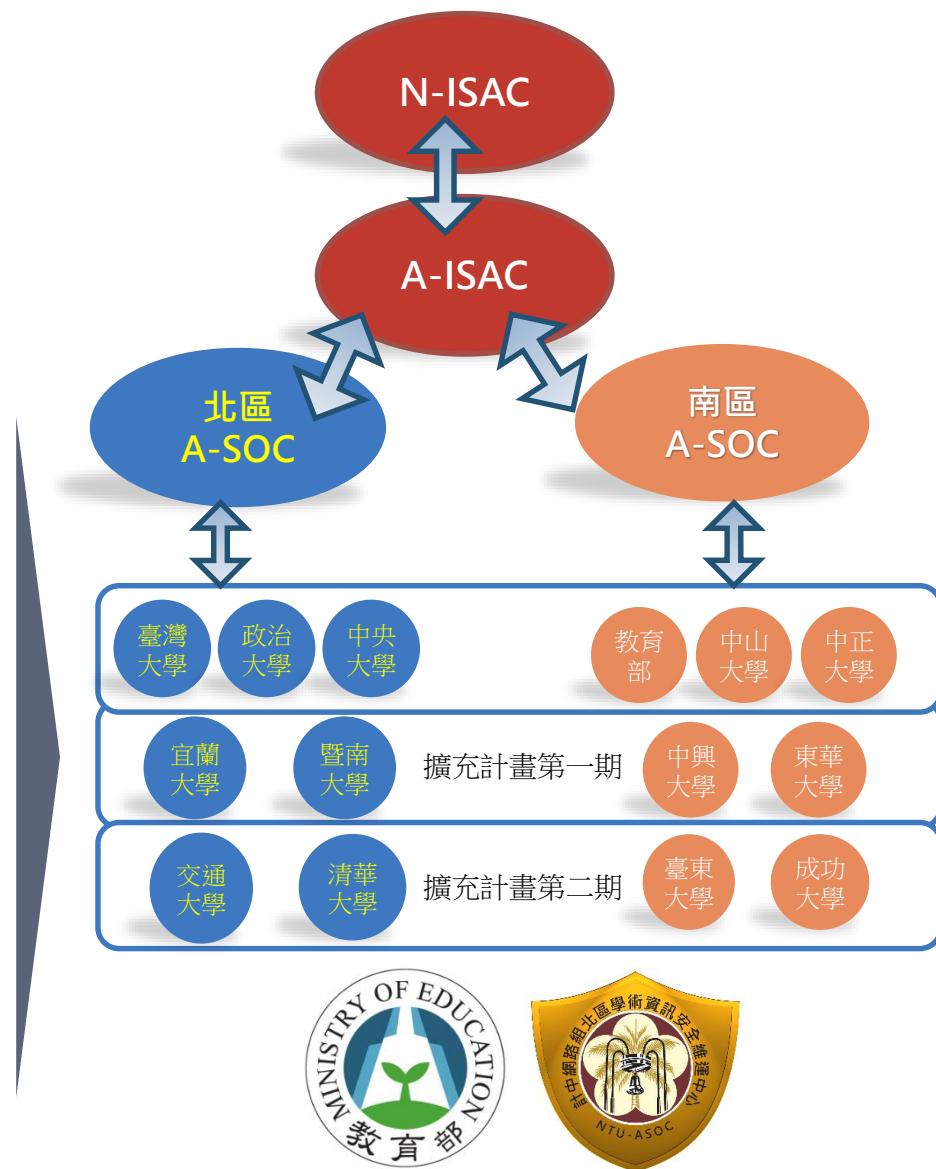 N-ISAC
A-ISAC
北區
A-SOC
南區
A-SOC
臺灣
大學
政治
大學
中央
大學
教育
部
中山
大學
中正
大學
宜蘭
大學
暨南
大學
擴充計畫第一期
中興
大學
東華
大學
交通
大學
清華
大學
擴充計畫第二期
臺東
大學
成功
大學
MINISTRY OF EDUCATION
教育部
計中網路組北區學術資訊安全維運中心
NTU-ASOC